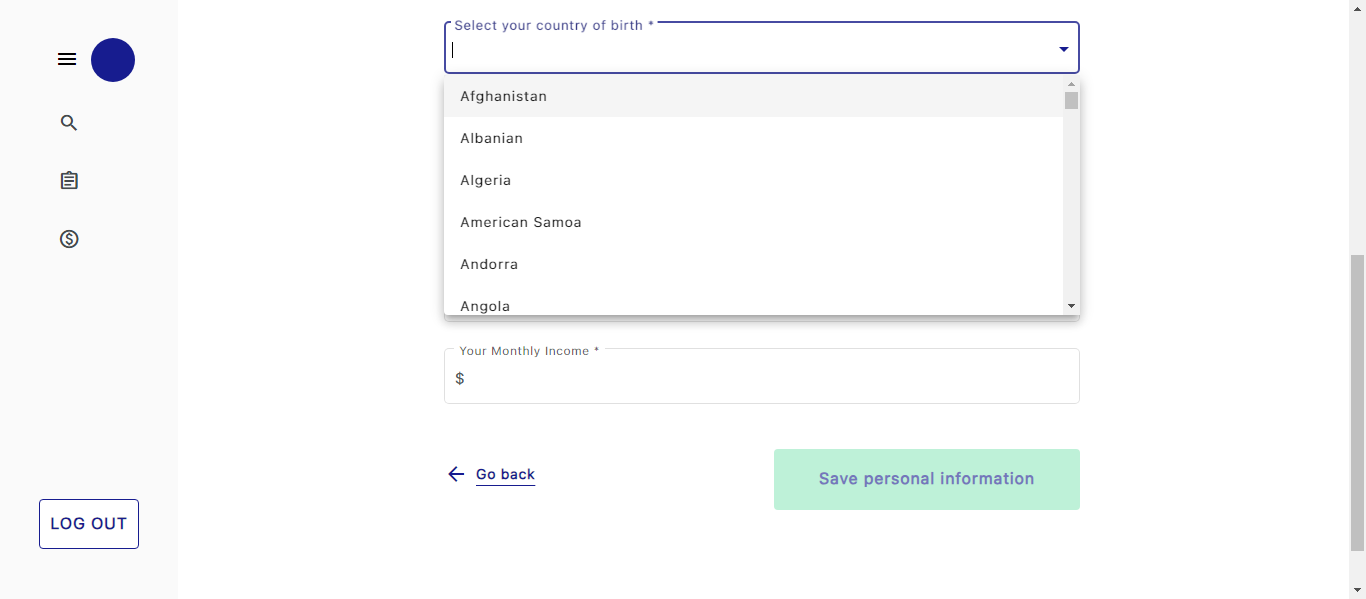 Select your country of birth *
Afghanistan
Albanian
Algeria
American Samoa
Andorra
Angola
Your Monthly Income *
$
Go back
Save personal information
LOG OUT